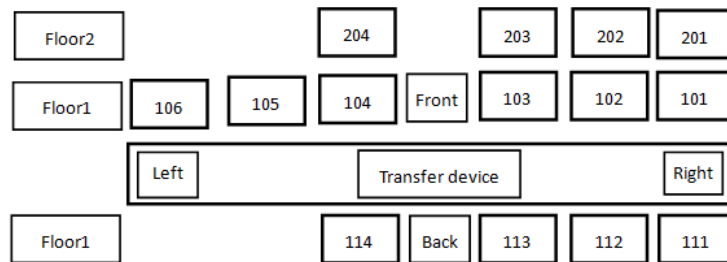 Floor2 204 203 202 201
Floor1 106 105 104 Front 103 102 101
Left Transfer device Right
Floor1 114 Back 113 112 111